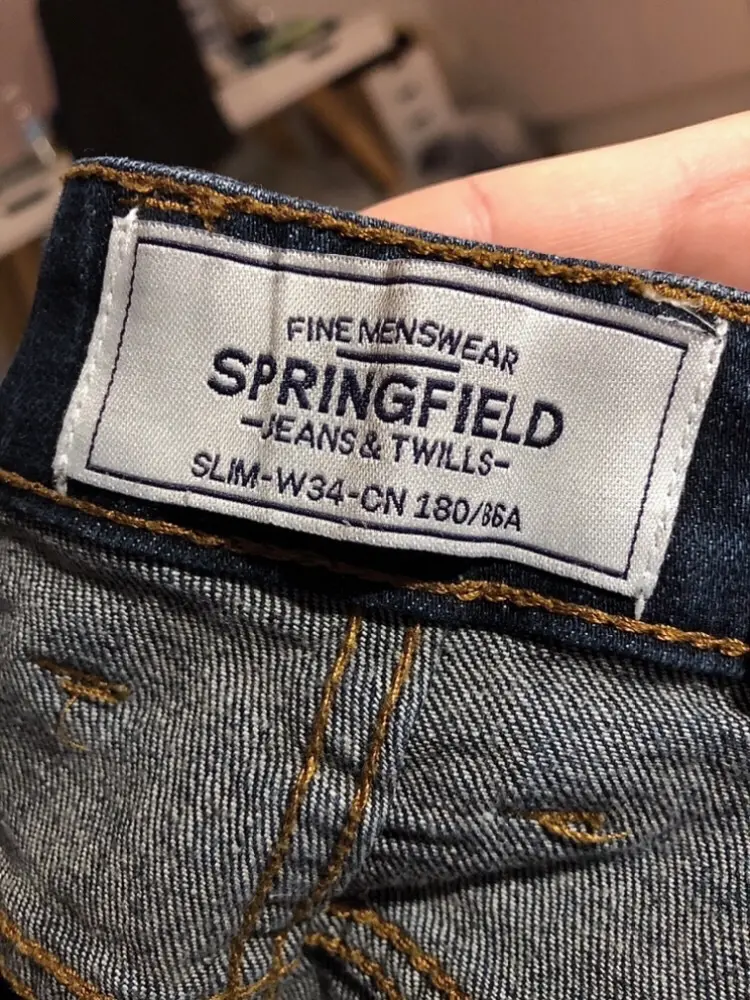 FINE MENSWEAR
SPRINGFIELD
-JEANS & TWILLS-
SLIM-W34-CN 180/86A